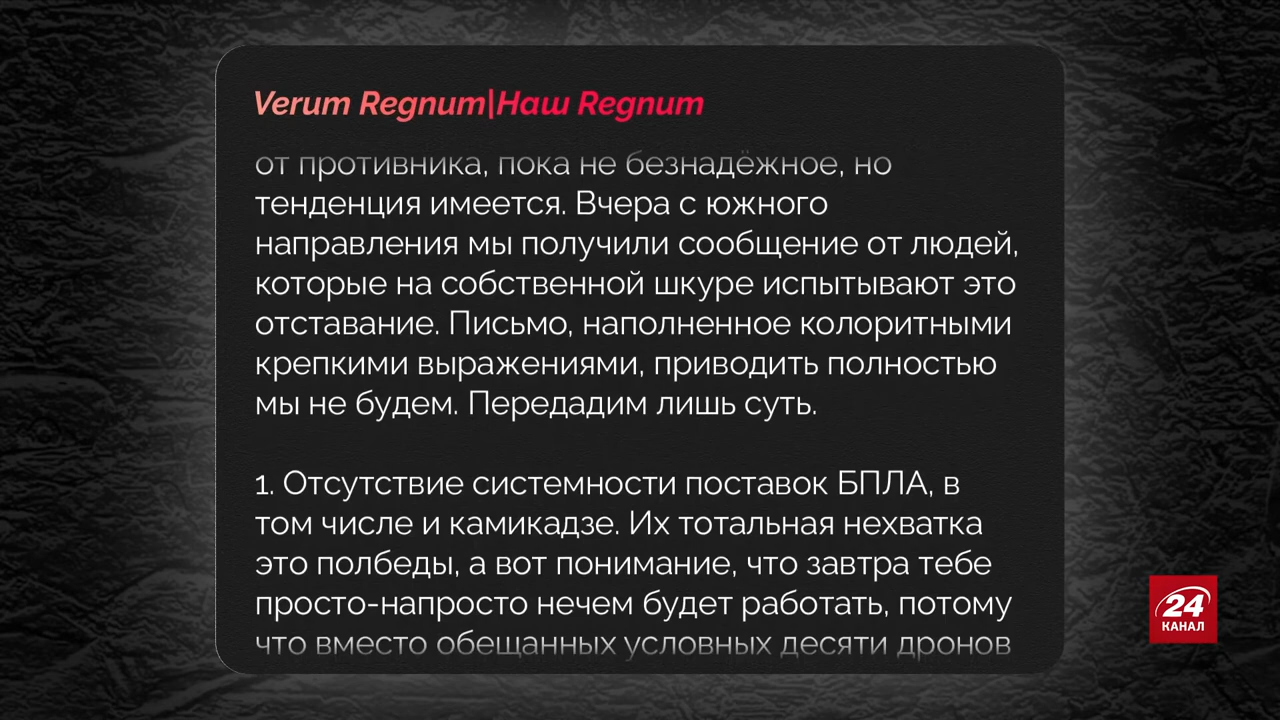 Verum Regnum|Наш Regnum
от противника, пока не безнадёжное, но
тенденция имеется. Вчера с южного
направления мы получили сообщение от людей,
которые на собственной шкуре испытывают это
отставание. Письмо, наполненное колоритными
крепкими выражениями, приводить полностью
мы не будем. Передадим лишь суть.
1. Отсутствие системности поставок БПЛА, в
том числе и камикадзе. Их тотальная нехватка
это полбеды, а вот понимание, что завтра тебе
просто-напросто нечем будет работать, потому
что вместо обещанных условных десяти дронов
24
КАНАЛ